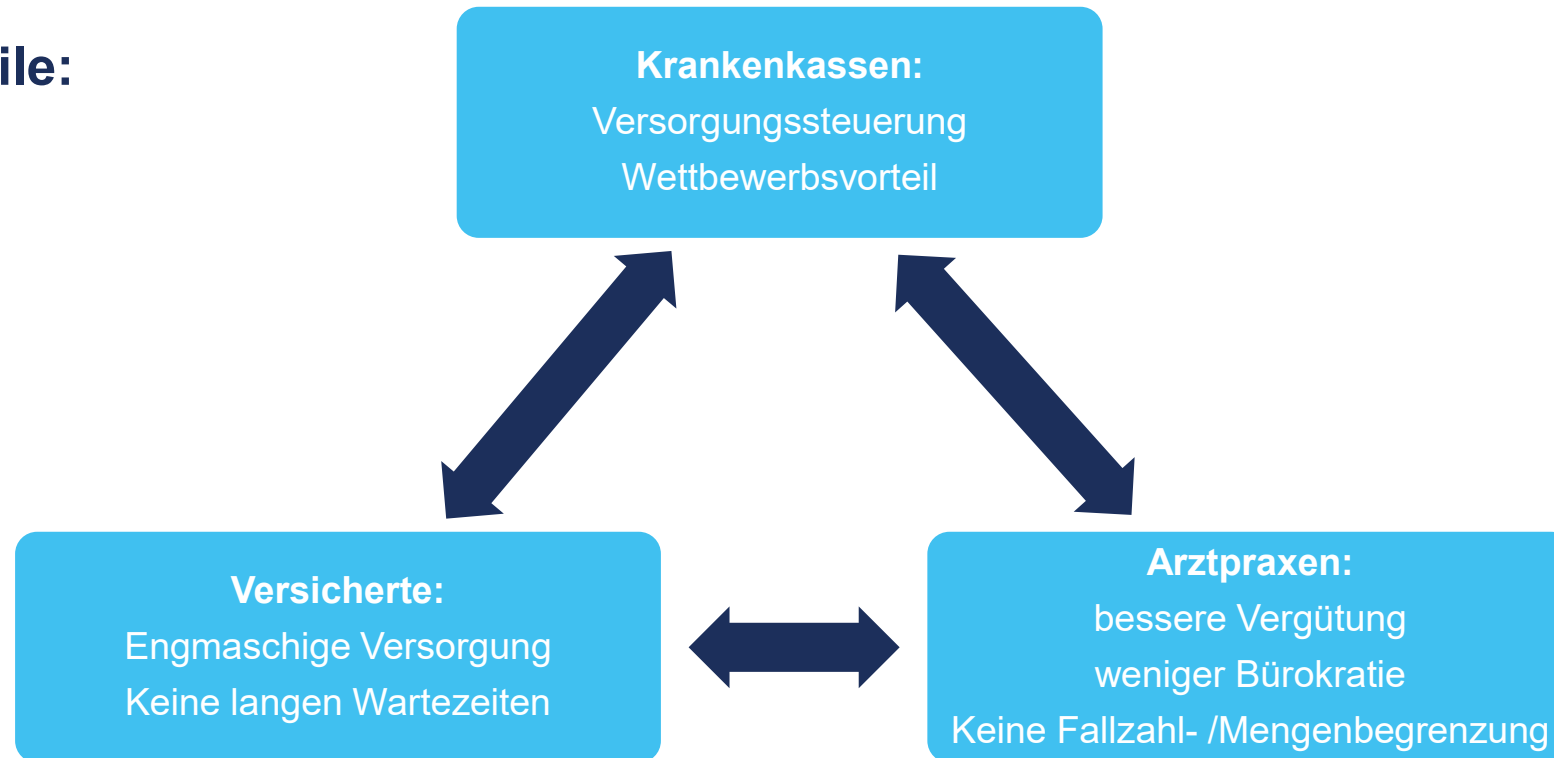 ile:
Krankenkassen:
Versorgungssteuerung
Wettbewerbsvorteil
Versicherte:
Engmaschige Versorgung
Keine langen Wartezeiten
Arztpraxen:
bessere Vergütung
weniger Bürokratie
Keine Fallzahl- /Mengenbegrenzung